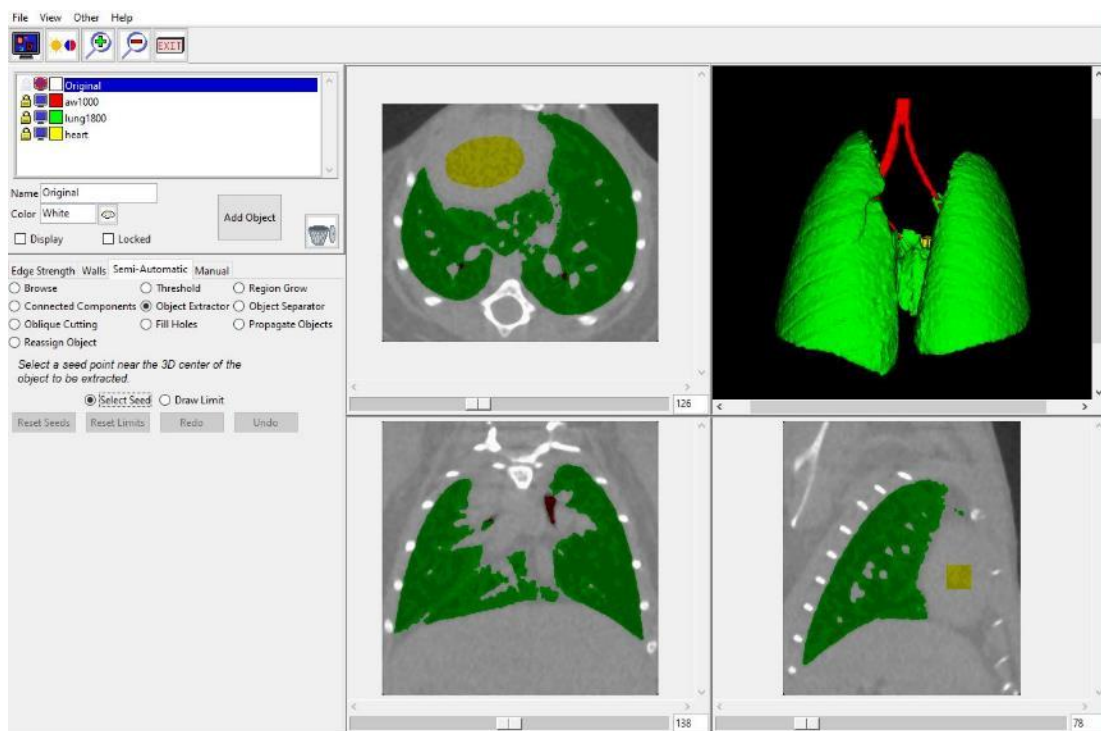 File View Other Help
EXIT
Original
aw1000
lung1800
heart
Name Original
Color White
Add Object
Display Locked
Edge Strength Walls Semi-Automatic Manual
Browse Threshold Region Grow
Connected Components Object Extractor Object Separator
Oblique Cutting Fill Holes Propagate Objects
Reassign Object
Select a seed point near the 3D center of the
object to be extracted.
Select Seed Draw Limit
Reset Seeds Reset Limits Redo Undo
126
138
78